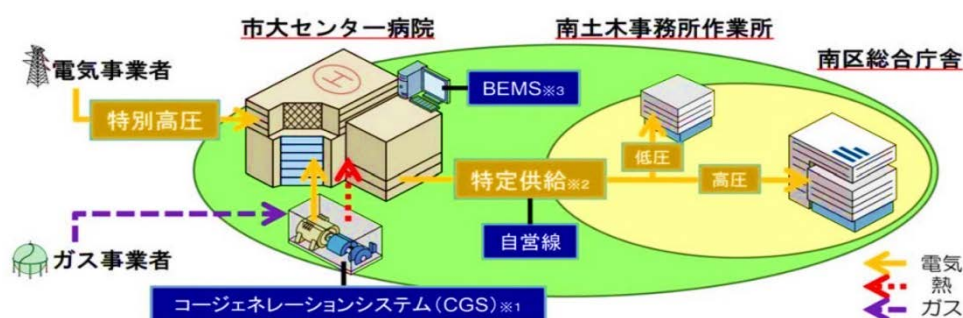 市大センター病院
南土木事務所作業所
南区総合庁舎
電気事業者
特別高圧
BEMS※3
低圧
特定供給※2
高圧
自営線
ガス事業者
コージェネレーションシステム(CGS)※1
電気
熱
ガス